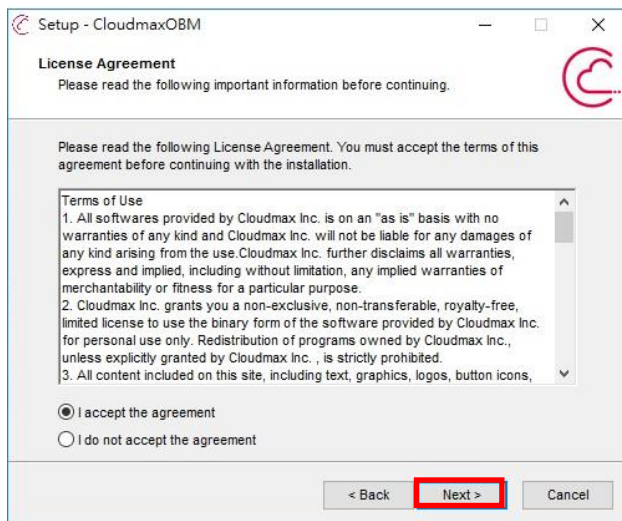 Setup - CloudmaxOBM
License Agreement
Please read the following important information before continuing.
Please read the following License Agreement. You must accept the terms of this
agreement before continuing with the installation.
Terms of Use
1. All softwares provided by Cloudmax Inc. is on an "as is" basis with no
warranties of any kind and Cloudmax Inc. will not be liable for any damages of
any kind arising from the use.Cloudmax Inc. further disclaims all warranties,
express and implied, including without limitation, any implied warranties of
merchantability or fitness for a particular purpose.
2. Cloudmax Inc. grants you a non-exclusive, non-transferable, royalty-free,
limited license to use the binary form of the software provided by Cloudmax Inc.
for personal use only. Redistribution of programs owned by Cloudmax Inc.,
unless explicitly granted by Cloudmax Inc. , is strictly prohibited.
3. All content included on this site, including text, graphics, logos, button icons,
I accept the agreement
I do not accept the agreement
< Back Next > Cancel